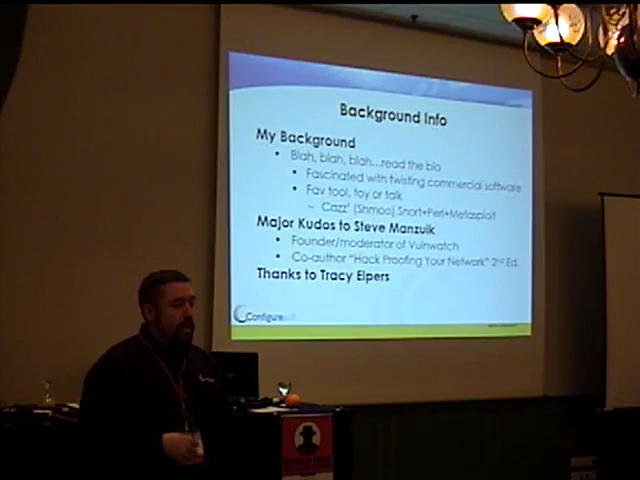 Background Info
My Background
• Blah, blah, blah...read the bio
• Fascinated with twisting commercial software
• Fav tool, toy or talk
– Cazz' (Shmoo) Snort+Perl+Metasploit
Major Kudos to Steve Manzuik
• Founder/moderator of Vulnwatch
• Co-author "Hack Proofing Your Network" 2nd Ed.
Thanks to Tracy Elpers
Configuresoft